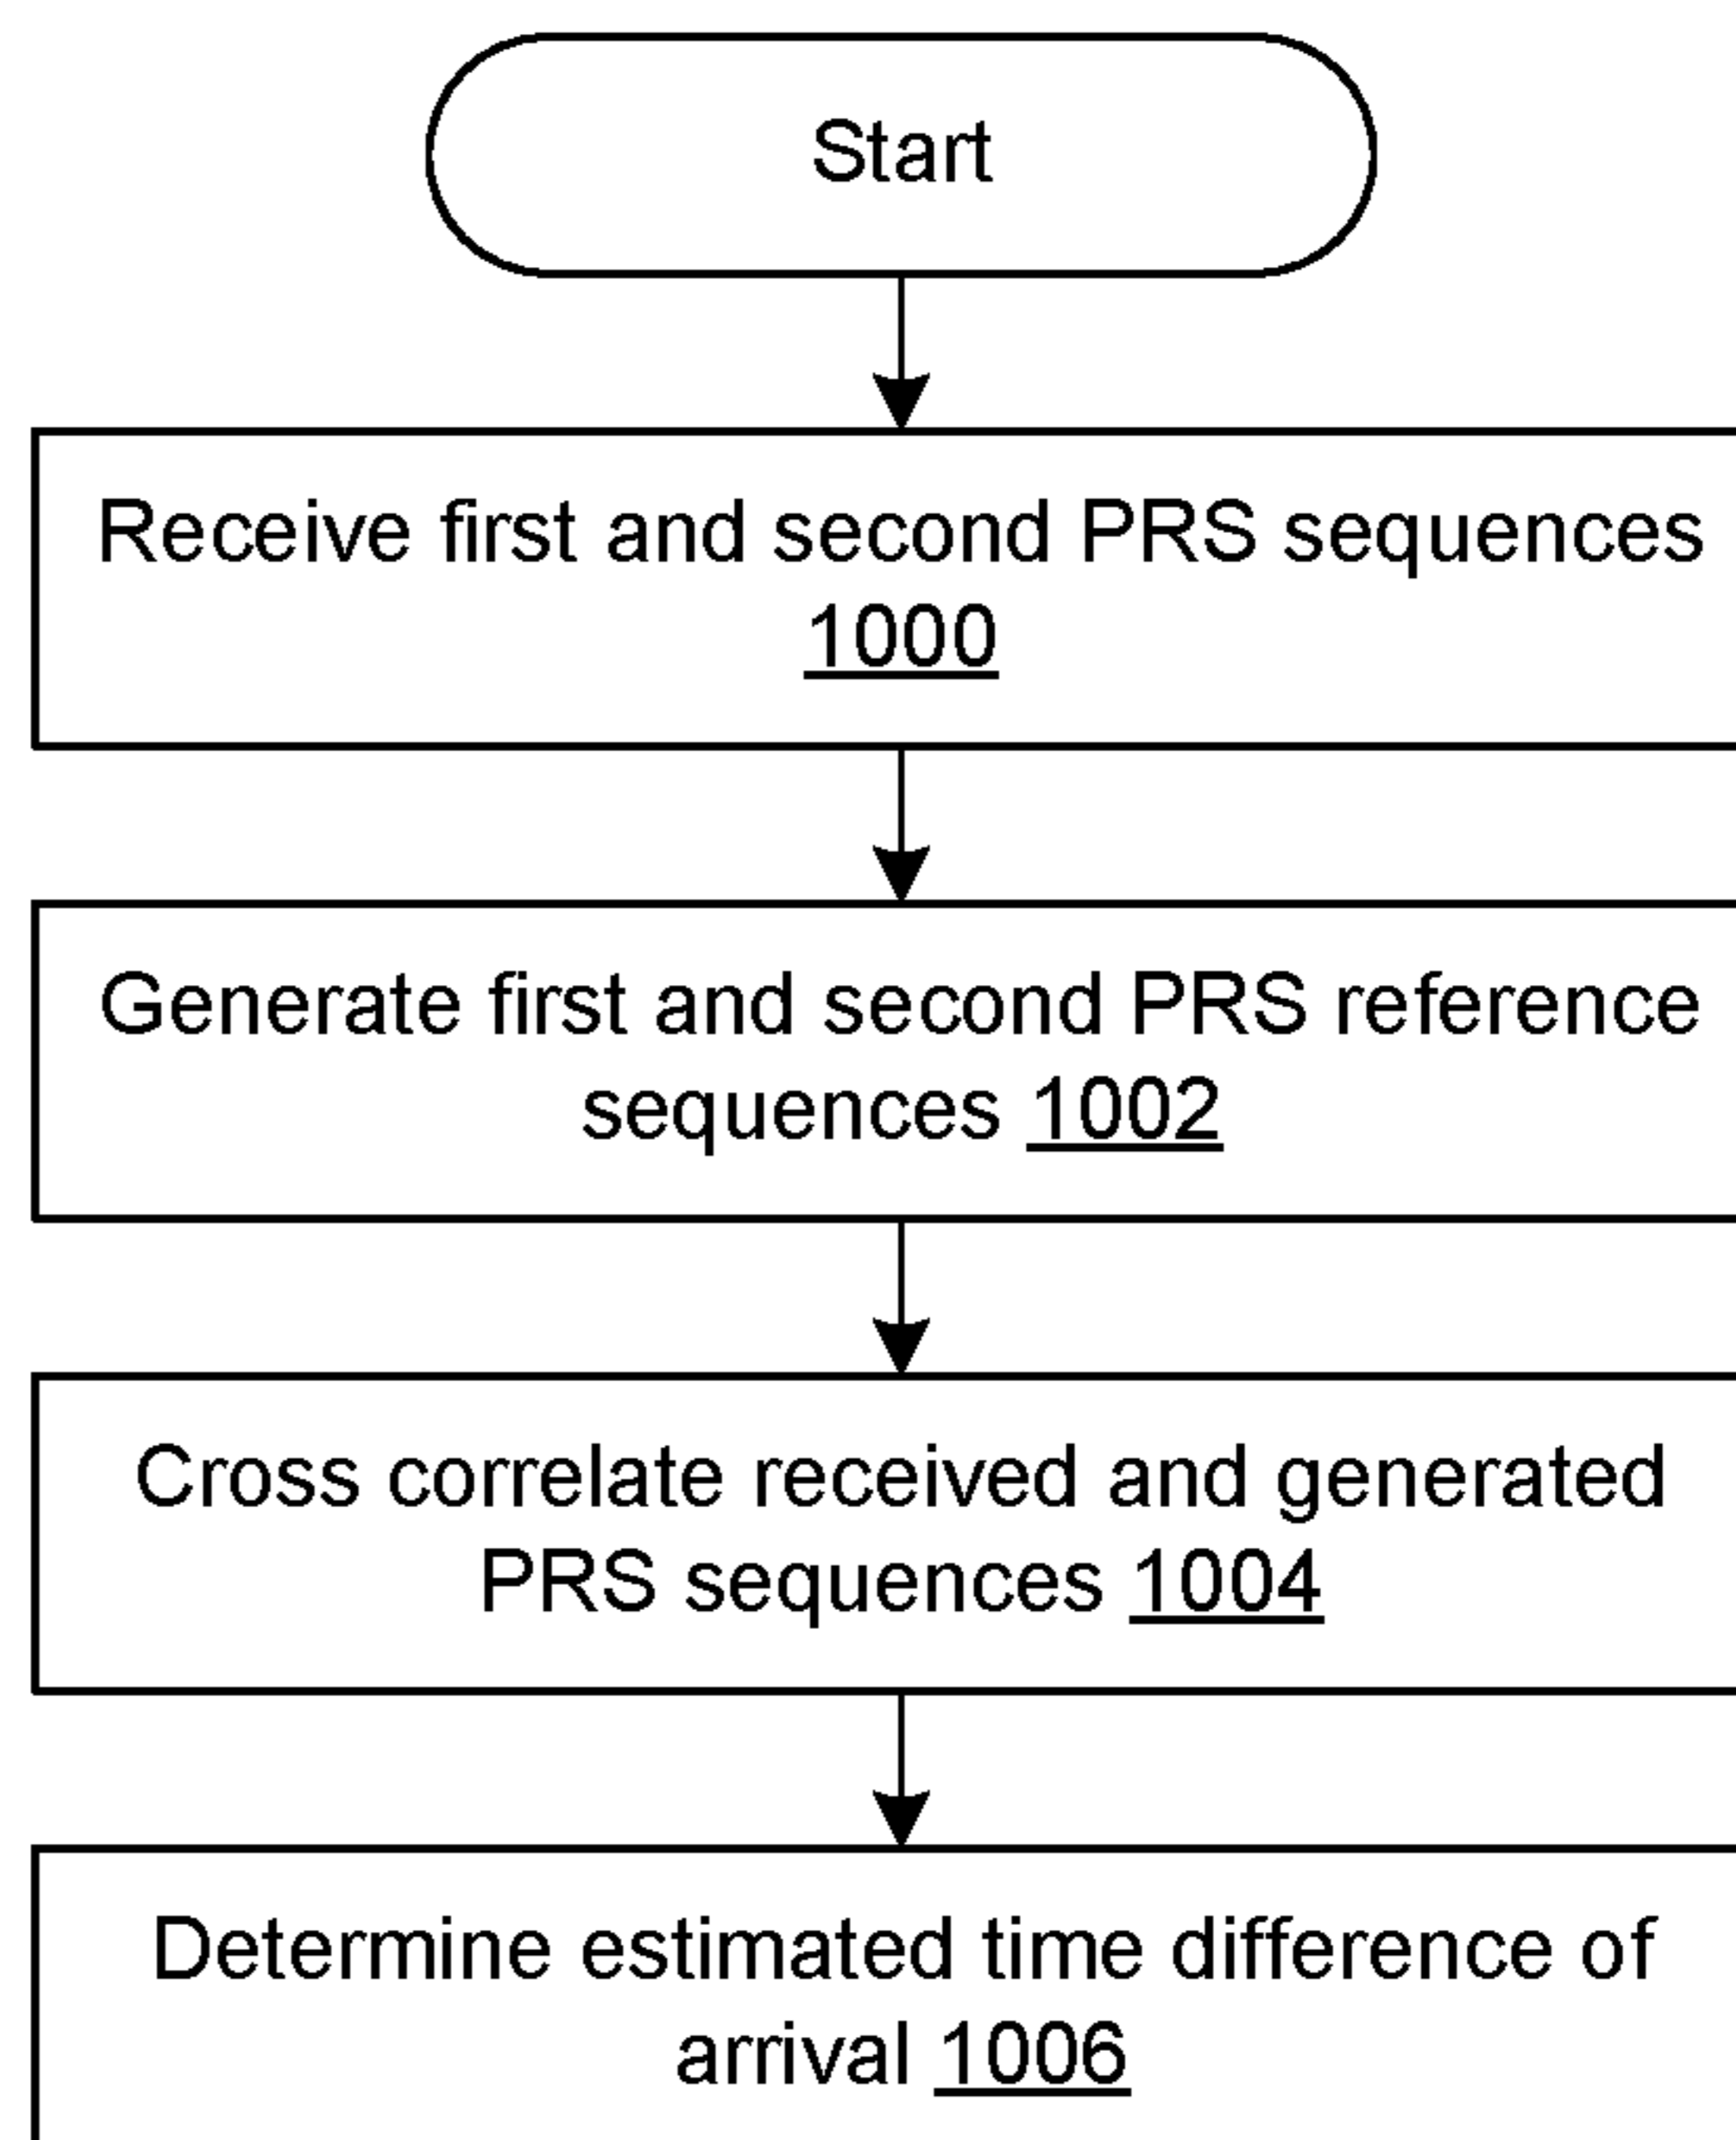 Start
Receive first and second PRS sequences
1000
Generate first and second PRS reference
sequences 1002
Cross correlate received and generated
PRS sequences 1004
Determine estimated time difference of
arrival 1006